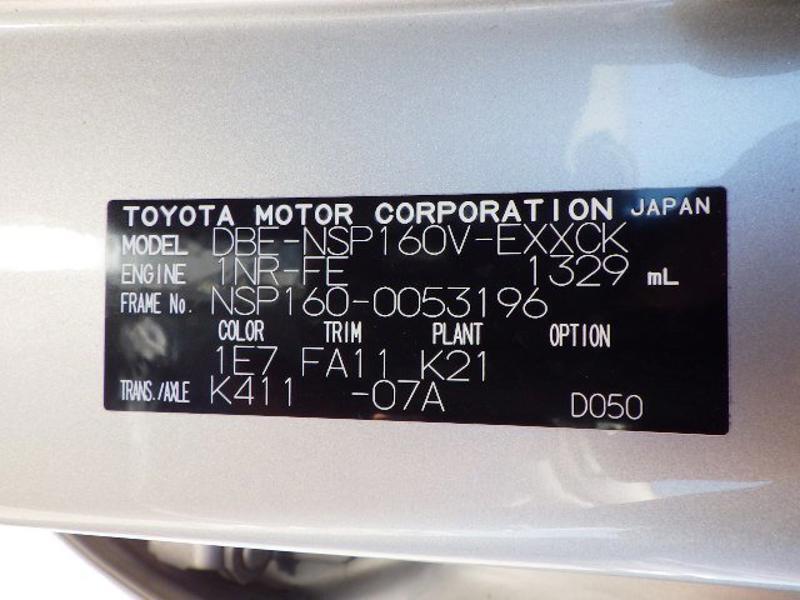 TOYOTA MOTOR CORPORATION JAPAN
MODEL DBE-NSP160V-EXXCK
ENGINE 1NR-FE 1329 mL
FRAME No. NSP160-0053196
COLOR TRIM PLANT OPTION
1E7 FA11 K21
TRANS./AXLE K411 -07A D050